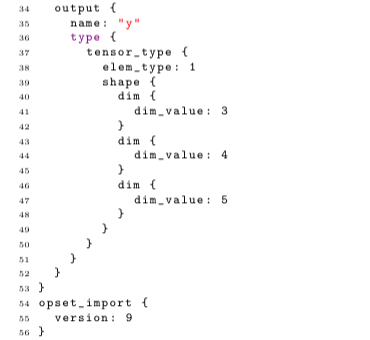 34 output {
35 name: "y"
36 type {
37 tensor_type {
38 elem_type: 1
39 shape {
40 dim {
41 dim_value: 3
42 }
43 dim {
44 dim_value: 4
45 }
46 dim {
47 dim_value: 5
48 }
49 }
50 }
51 }
52 }
53 }
54 opset_import {
55 version: 9
56 }